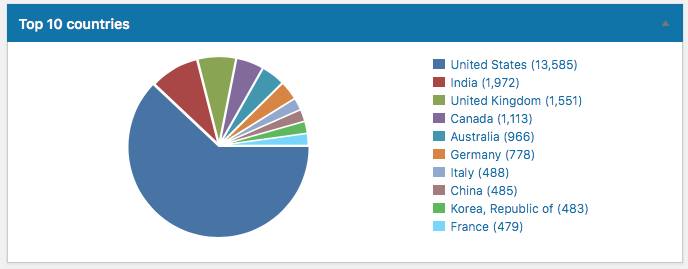 Top 10 countries
United States (13,585)
India (1,972)
United Kingdom (1,551)
Canada (1,113)
Australia (966)
Germany (778)
Italy (488)
China (485)
Korea, Republic of (483)
France (479)